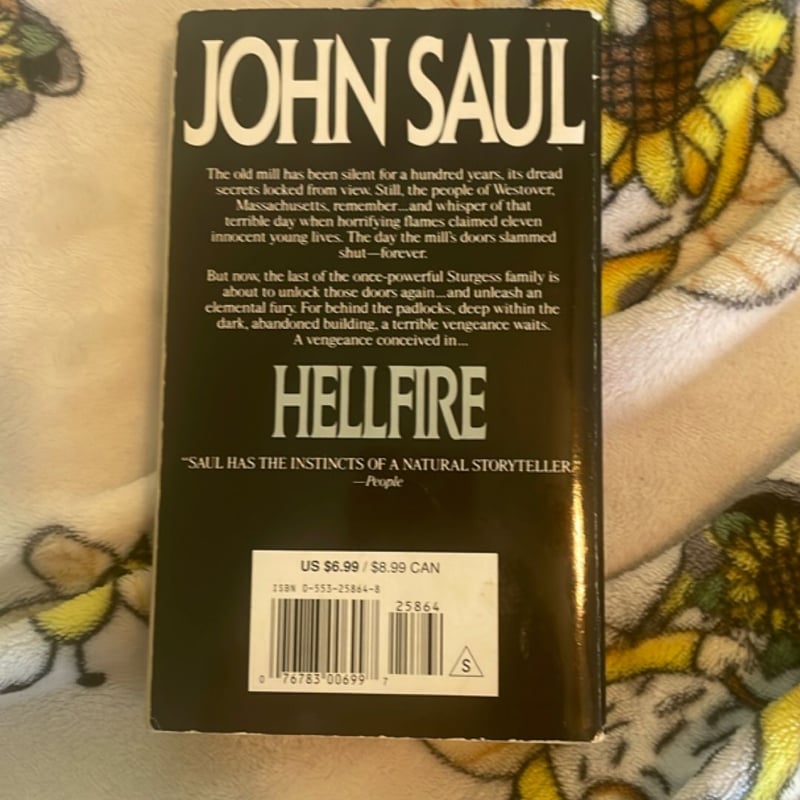 JOHN SAUL
The old mill has been silent for a hundred years, its dread
secrets locked from view. Still, the people of Westover,
Massachusetts, remember...and whisper of that
terrible day when horrifying flames claimed eleven
innocent young lives. The day the mill's doors slammed
shut—forever.
But now, the last of the once-powerful Sturgess family is
about to unlock those doors again...and unleash an
elemental fury. For behind the padlocks, deep within the
dark, abandoned building, a terrible vengeance waits.
A vengeance conceived in...
HELLFIRE
"SAUL HAS THE INSTINCTS OF A NATURAL STORYTELLER."
—People
US $6.99 / $8.99 CAN
ISBN 0-553-25864-8
25864
0 76783 00699 7
S